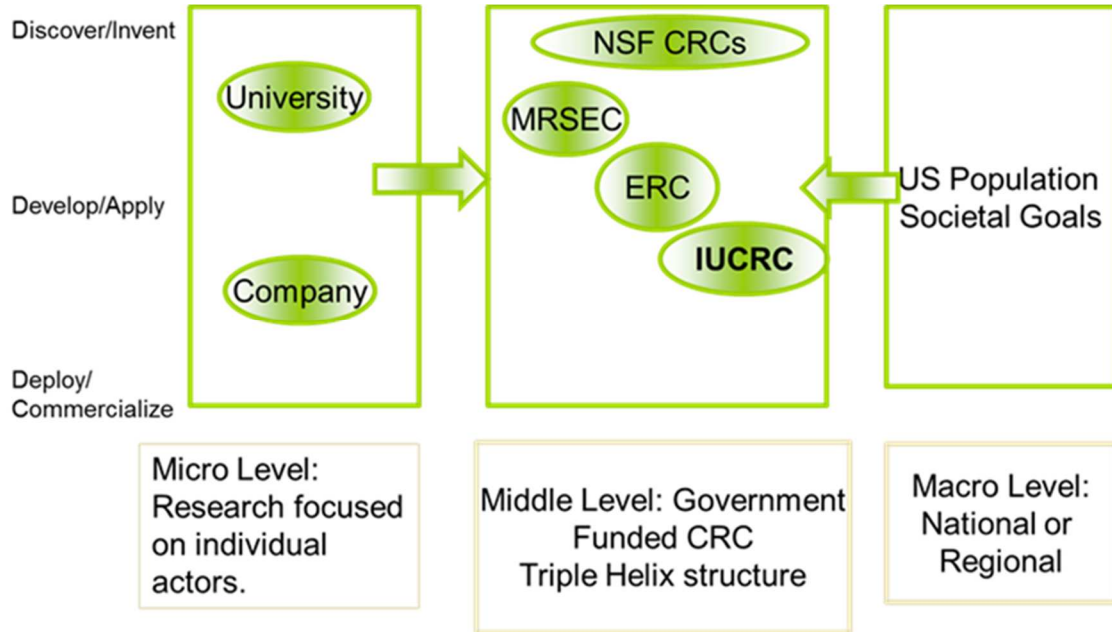 Discover/Invent
NSF CRCs
University
MRSEC
ERC
US Population
Develop/Apply
Societal Goals
IUCRC
Company
Deploy/
Commercialize
Micro Level:
Research focused
on individual
actors.
Middle Level: Government
Funded CRC
Triple Helix structure
Macro Level:
National or
Regional